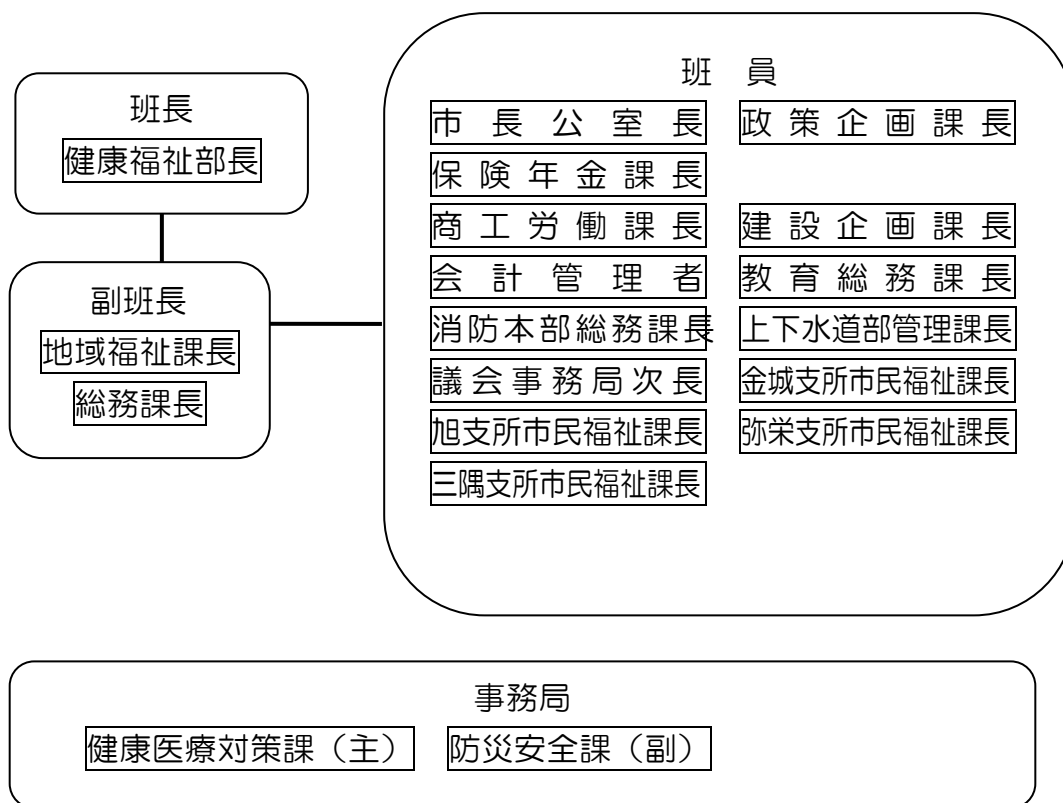 班長
健康福祉部長
副班長
地域福祉課長
総務課長
班　員
市長公室長　政策企画課長
保険年金課長
商工労働課長　建設企画課長
会計管理者　教育総務課長
消防本部総務課長　上下水道部管理課長
議会事務局次長　金城支所市民福祉課長
旭支所市民福祉課長　弥栄支所市民福祉課長
三隅支所市民福祉課長
事務局
健康医療対策課（主）　防災安全課（副）